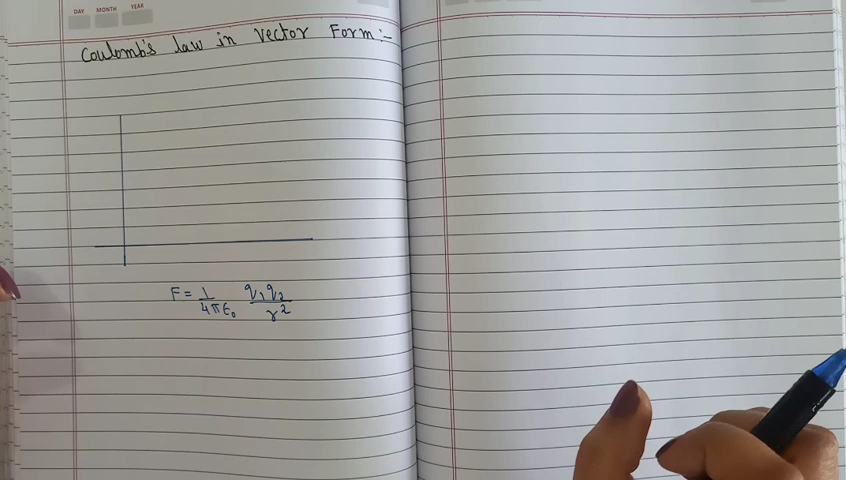 DAY MONTH YEAR
Coulomb's law in Vector Form:-
F = 1/4πϵ₀ q₁q₂/r²